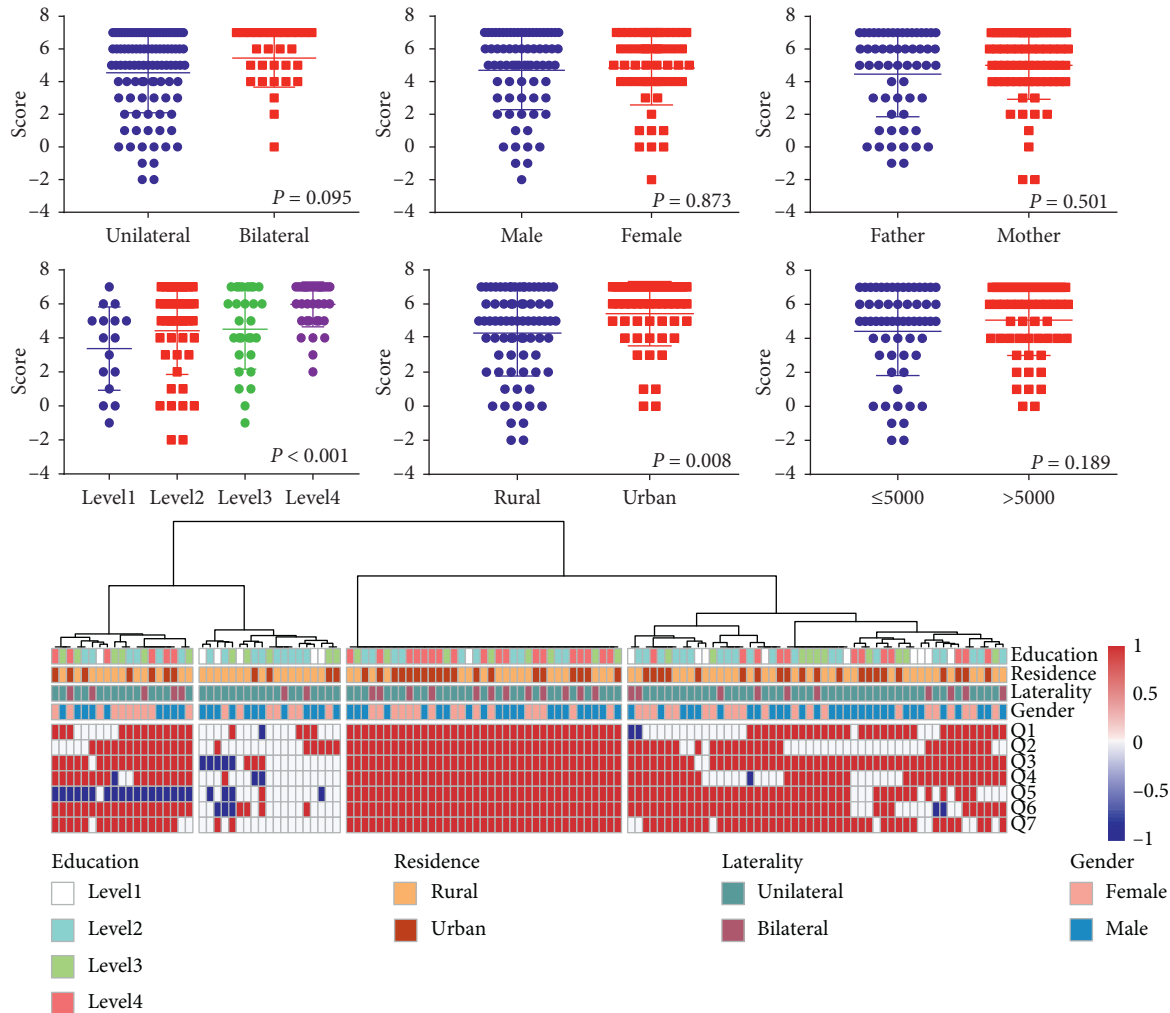 8
6
4
2
0
−2
−4
Score
P = 0.095
Unilateral
Bilateral
8
6
4
2
0
−2
−4
Score
P = 0.873
Male
Female
8
6
4
2
0
−2
−4
Score
P = 0.501
Father
Mother
8
6
4
2
0
−2
−4
Score
P < 0.001
Level1
Level2
Level3
Level4
8
6
4
2
0
−2
−4
Score
P = 0.008
Rural
Urban
8
6
4
2
0
−2
−4
Score
P = 0.189
≤5000
>5000
Education
Residence
Laterality
Gender
Q1
Q2
Q3
Q4
Q5
Q6
Q7
1
0.5
0
−0.5
−1
Education
Level1
Level2
Level3
Level4
Residence
Rural
Urban
Laterality
Unilateral
Bilateral
Gender
Female
Male